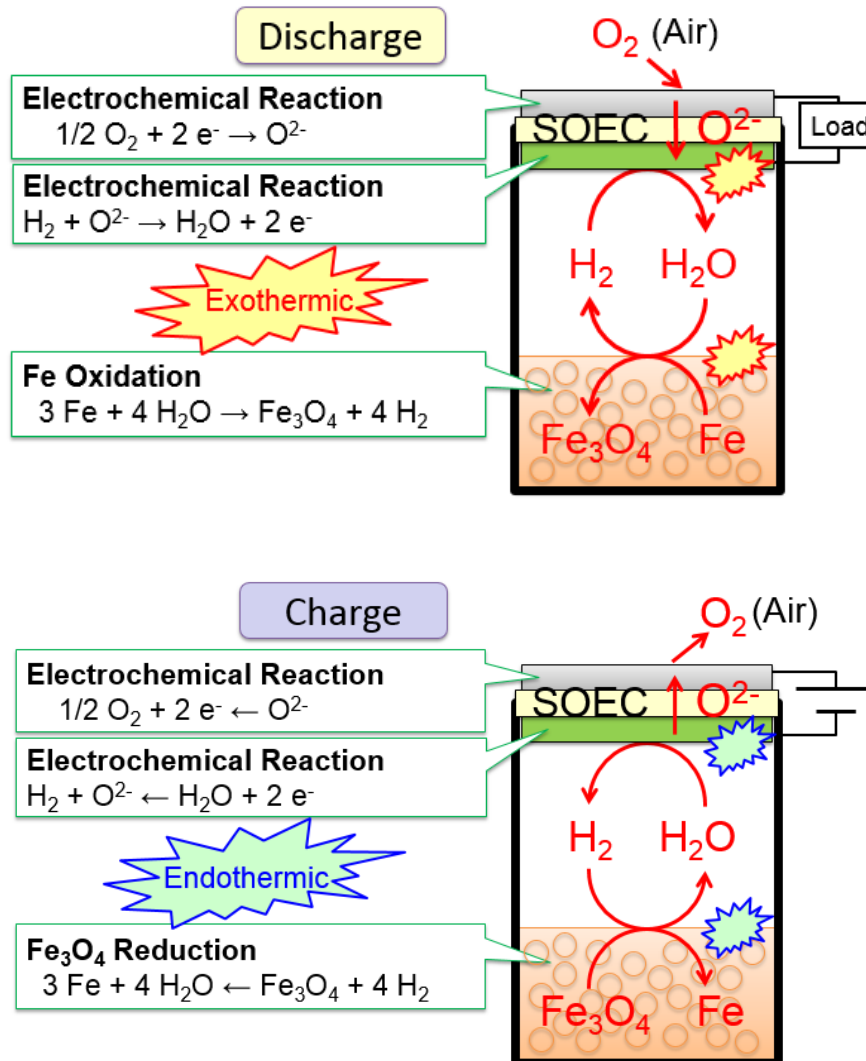 Discharge
O₂ (Air)
Electrochemical Reaction
1/2 O₂ + 2 e⁻ → O²⁻
SOEC O²⁻
Load
Electrochemical Reaction
H₂ + O²⁻ → H₂O + 2 e⁻
H₂ H₂O
Exothermic
Fe Oxidation
3 Fe + 4 H₂O → Fe₃O₄ + 4 H₂
Fe₃O₄ Fe
Charge
O₂ (Air)
Electrochemical Reaction
1/2 O₂ + 2 e⁻ ← O²⁻
SOEC O²⁻
Electrochemical Reaction
H₂ + O²⁻ ← H₂O + 2 e⁻
H₂ H₂O
Endothermic
Fe₃O₄ Reduction
3 Fe + 4 H₂O ← Fe₃O₄ + 4 H₂
Fe₃O₄ Fe